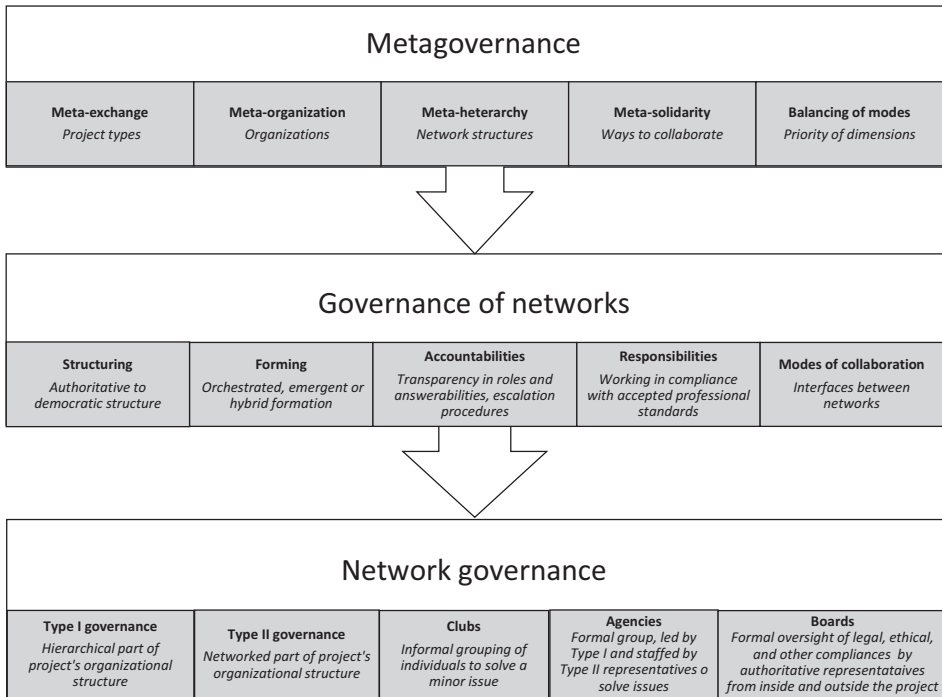 Metagovernance
Meta-exchange
Project types
Meta-organization
Organizations
Meta-heterarchy
Network structures
Meta-solidarity
Ways to collaborate
Balancing of modes
Priority of dimensions
Governance of networks
Structuring
Authoritative to
democratic structure
Forming
Orchestrated, emergent or
hybrid formation
Accountabilities
Transparency in roles and
answerabilities, escalation
procedures
Responsibilities
Working in compliance
with accepted professional
standards
Modes of collaboration
Interfaces between
networks
Network governance
Type I governance
Hierarchical part of
project's organizational
structure
Type II governance
Networked part of project's
organizational structure
Clubs
Informal grouping of
individuals to solve a
minor issue
Agencies
Formal group, led by
Type I and staffed by
Type II representatives o
solve issues
Boards
Formal oversight of legal, ethical,
and other compliances by
authoritative representataives
from inside and outside the project